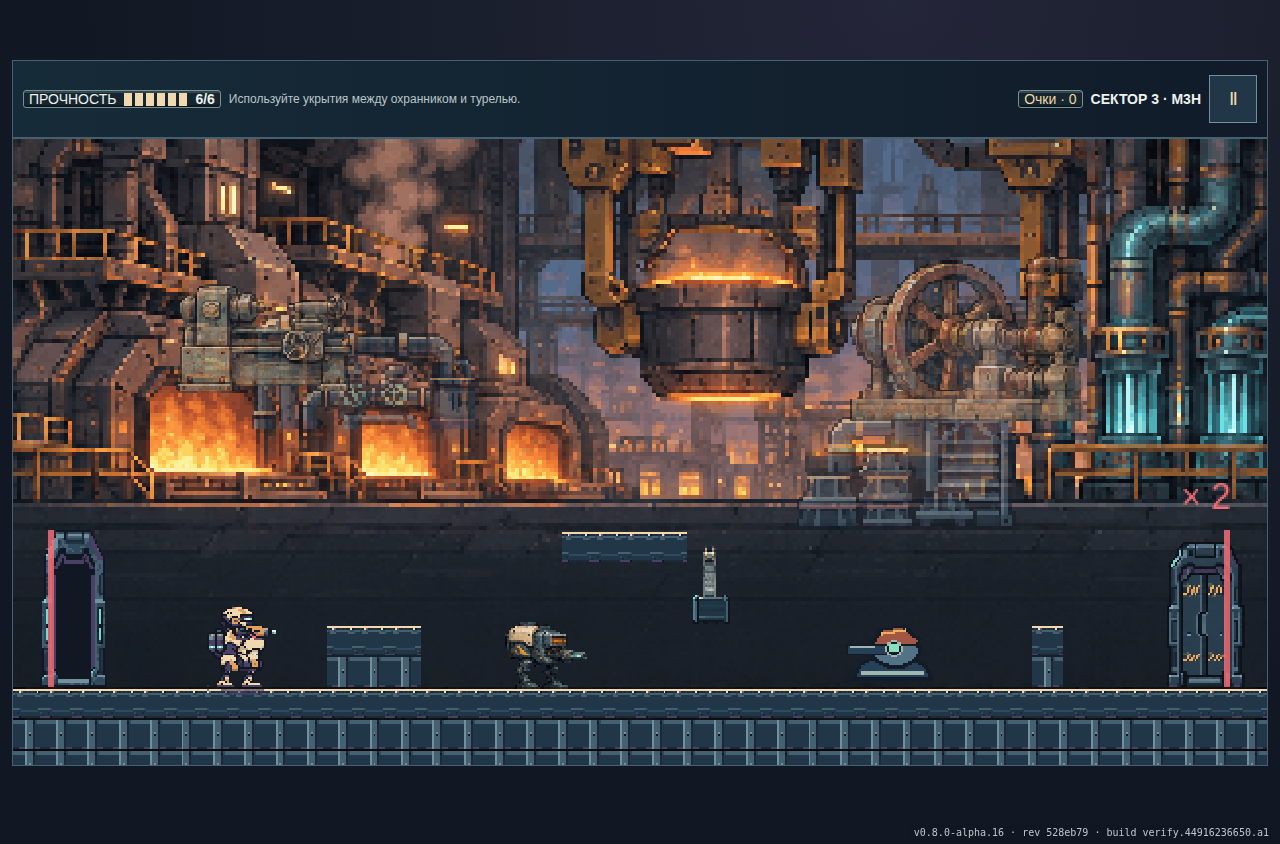 ПРОЧНОСТЬ 6/6 Используйте укрытия между охранником и турелью. Очки · 0 СЕКТОР 3 · М3Н II
× 2
v0.8.0-alpha.16 · rev 528eb79 · build verify.44916236650.a1